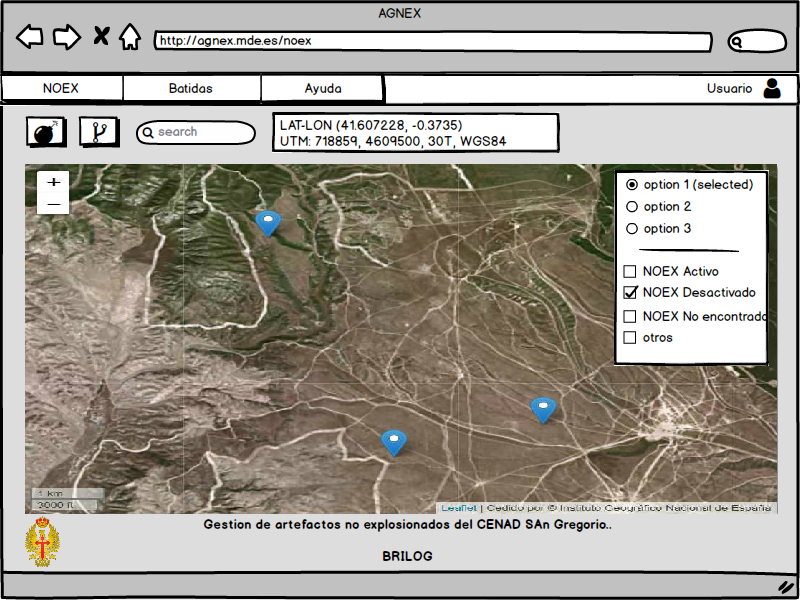 AGNEX
http://agnex.mde.es/noex
NOEX
Batidas
Ayuda
Usuario
search
LAT-LON (41.607228, -0.3735)
UTM: 718859, 4609500, 30T, WGS84
+
−
option 1 (selected)
option 2
option 3
NOEX Activo
NOEX Desactivado
NOEX No encontrado
otros
1 km
3000 ft
Leaflet | Cedido por © Instituto Geográfico Nacional de España
Gestion de artefactos no explosionados del CENAD SAn Gregorio..
BRILOG